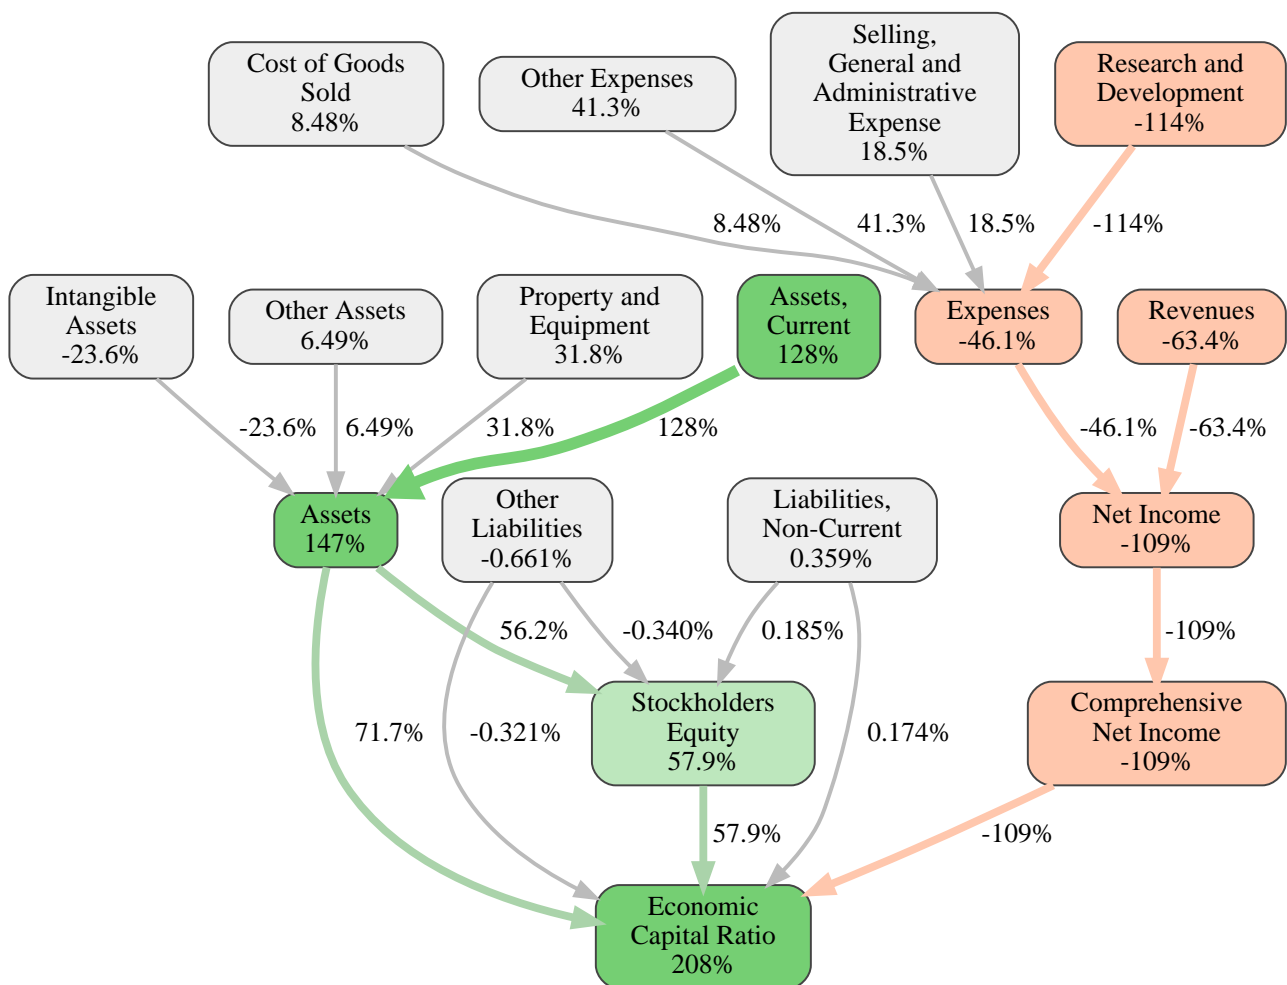 Cost of Goods
Sold
8.48%
Other Expenses
41.3%
Selling,
General and
Administrative
Expense
18.5%
Research and
Development
-114%
8.48%
41.3%
18.5%
-114%
Intangible
Assets
-23.6%
Other Assets
6.49%
Property and
Equipment
31.8%
Assets,
Current
128%
Expenses
-46.1%
Revenues
-63.4%
-23.6%
6.49%
31.8%
128%
-46.1%
-63.4%
Assets
147%
Other
Liabilities
-0.661%
Liabilities,
Non-Current
0.359%
Net Income
-109%
56.2%
-0.340%
0.185%
-109%
71.7%
-0.321%
Stockholders
Equity
57.9%
0.174%
Comprehensive
Net Income
-109%
57.9%
-109%
Economic
Capital Ratio
208%